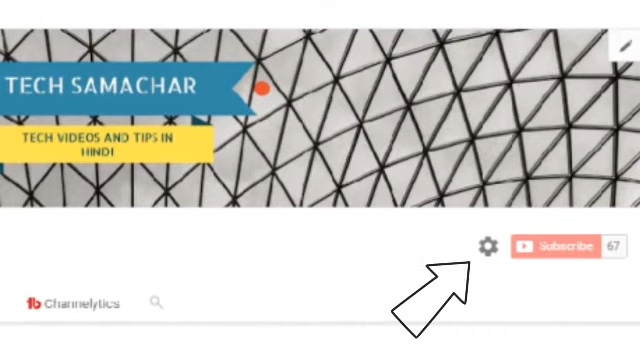 TECH SAMACHAR
TECH VIDEOS AND TIPS IN
HINDI
Subscribe 67
Channelytics